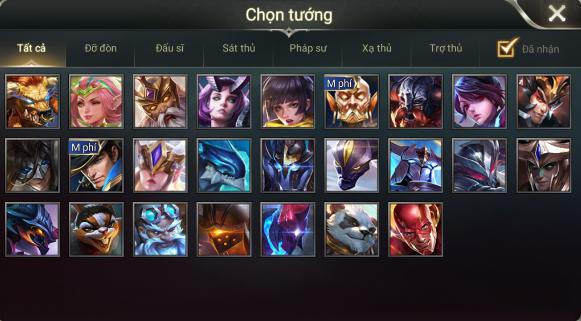 Chọn tướng
Tất cả Đỡ đòn Đấu sĩ Sát thủ Pháp sư Xạ thủ Trợ thủ Đã nhận
M phí
M phí